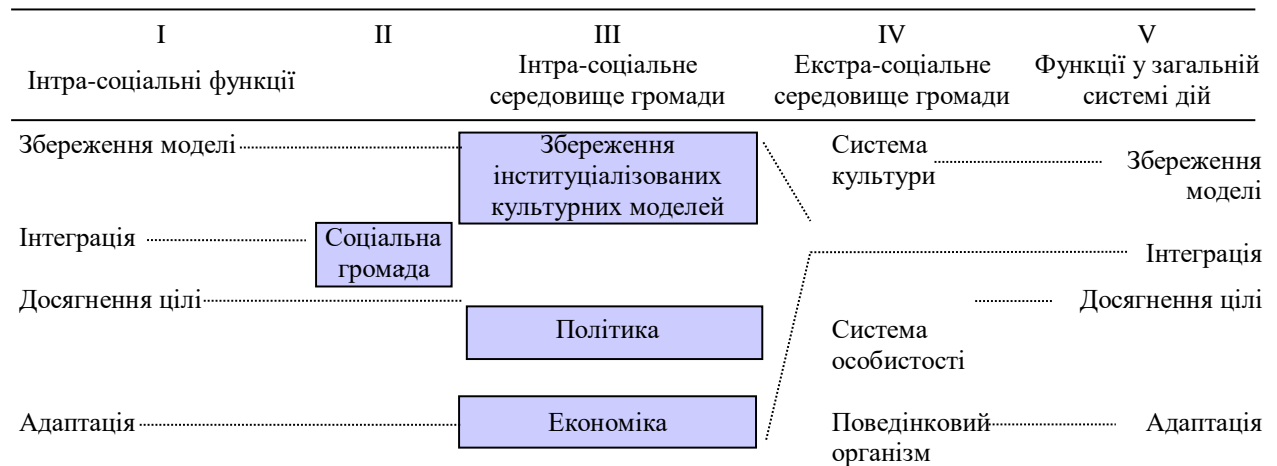 I II III IV V
Інтра-соціальні функції
Інтра-соціальне
середовище громади
Екстра-соціальне
середовище громади
Функції у загальній
системі дій
Збереження моделі
Збереження
інституціалізованих
культурних моделей
Система
культури
Збереження
моделі
Інтеграція
Соціальна
громада
Інтеграція
Досягнення цілі
Політика
Система
особистості
Досягнення цілі
Адаптація
Економіка
Поведінковий
організм
Адаптація